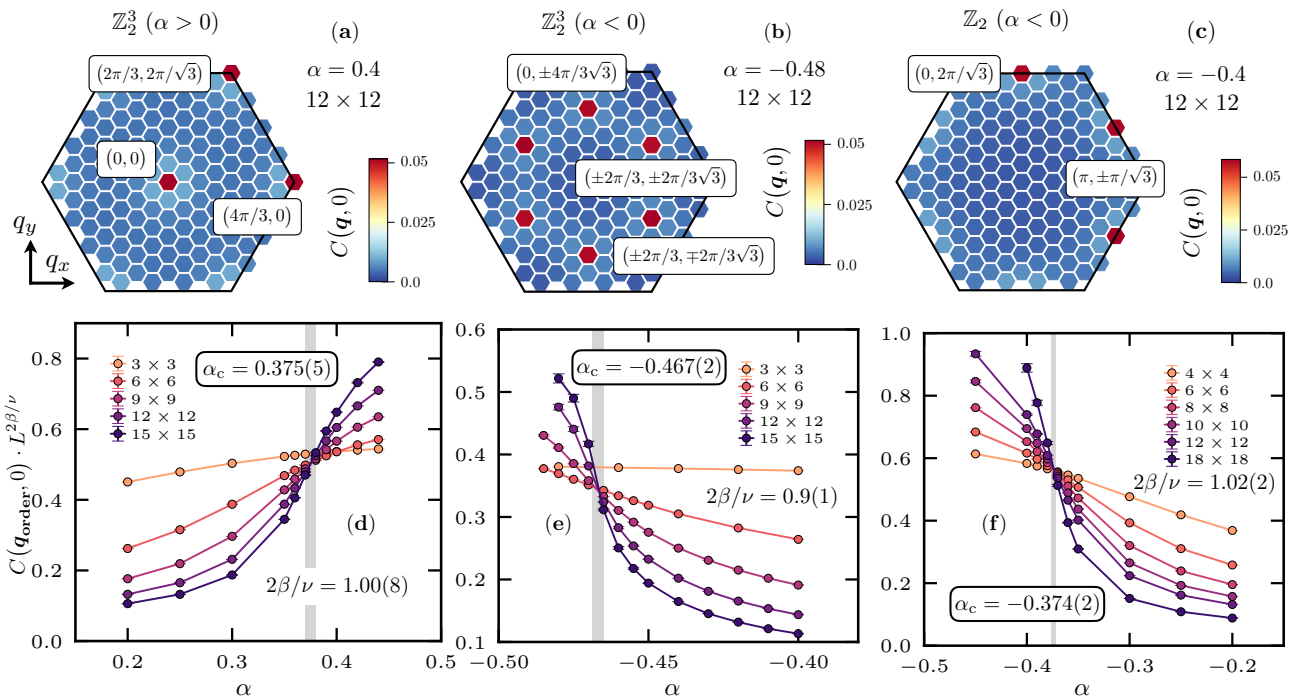 ℤ₂³ (α > 0)
(a)
(2π/3, 2π/√3)
α = 0.4
12 × 12
(0, 0)
(4π/3, 0)
q_y
q_x
0.05
0.025
0.0
C(q, 0)
ℤ₂³ (α < 0)
(b)
(0, ±4π/3√3)
α = −0.48
12 × 12
(±2π/3, ±2π/3√3)
(±2π/3, ∓2π/3√3)
0.05
0.025
0.0
C(q, 0)
ℤ₂ (α < 0)
(c)
(0, 2π/√3)
α = −0.4
12 × 12
(π, ±π/√3)
0.05
0.025
0.0
C(q, 0)
C(q_order, 0) · L^{2β/ν}
0.8
0.6
0.4
0.2
0.0
α_c = 0.375(5)
3 × 3
6 × 6
9 × 9
12 × 12
15 × 15
(d)
2β/ν = 1.00(8)
0.2
0.3
0.4
0.5
α
0.6
0.5
0.4
0.3
0.2
0.1
α_c = −0.467(2)
3 × 3
6 × 6
9 × 9
12 × 12
15 × 15
2β/ν = 0.9(1)
(e)
−0.50
−0.45
−0.40
α
1.0
0.8
0.6
0.4
0.2
0.0
4 × 4
6 × 6
8 × 8
10 × 10
12 × 12
18 × 18
2β/ν = 1.02(2)
(f)
α_c = −0.374(2)
−0.5
−0.4
−0.3
−0.2
α